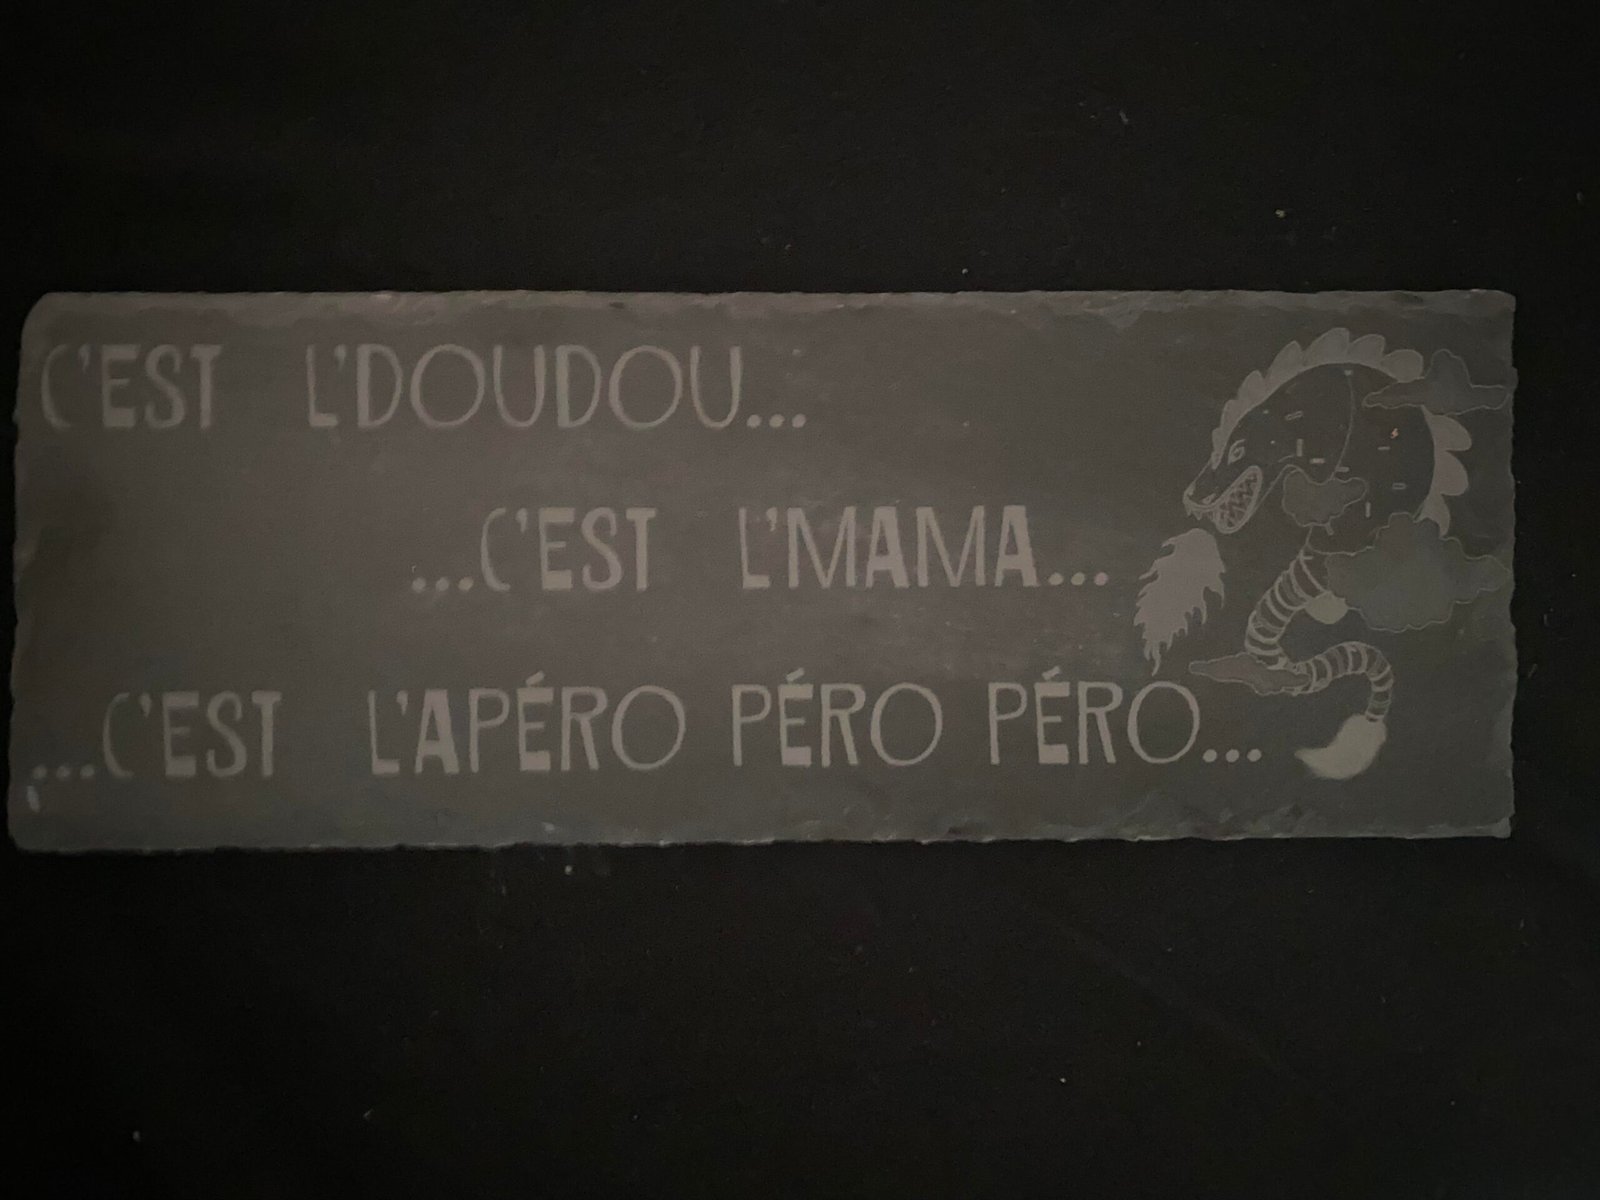 C'EST L'DOUDOU...
...C'EST L'MAMA...
...C'EST L'APÉRO PÉRO PÉRO...